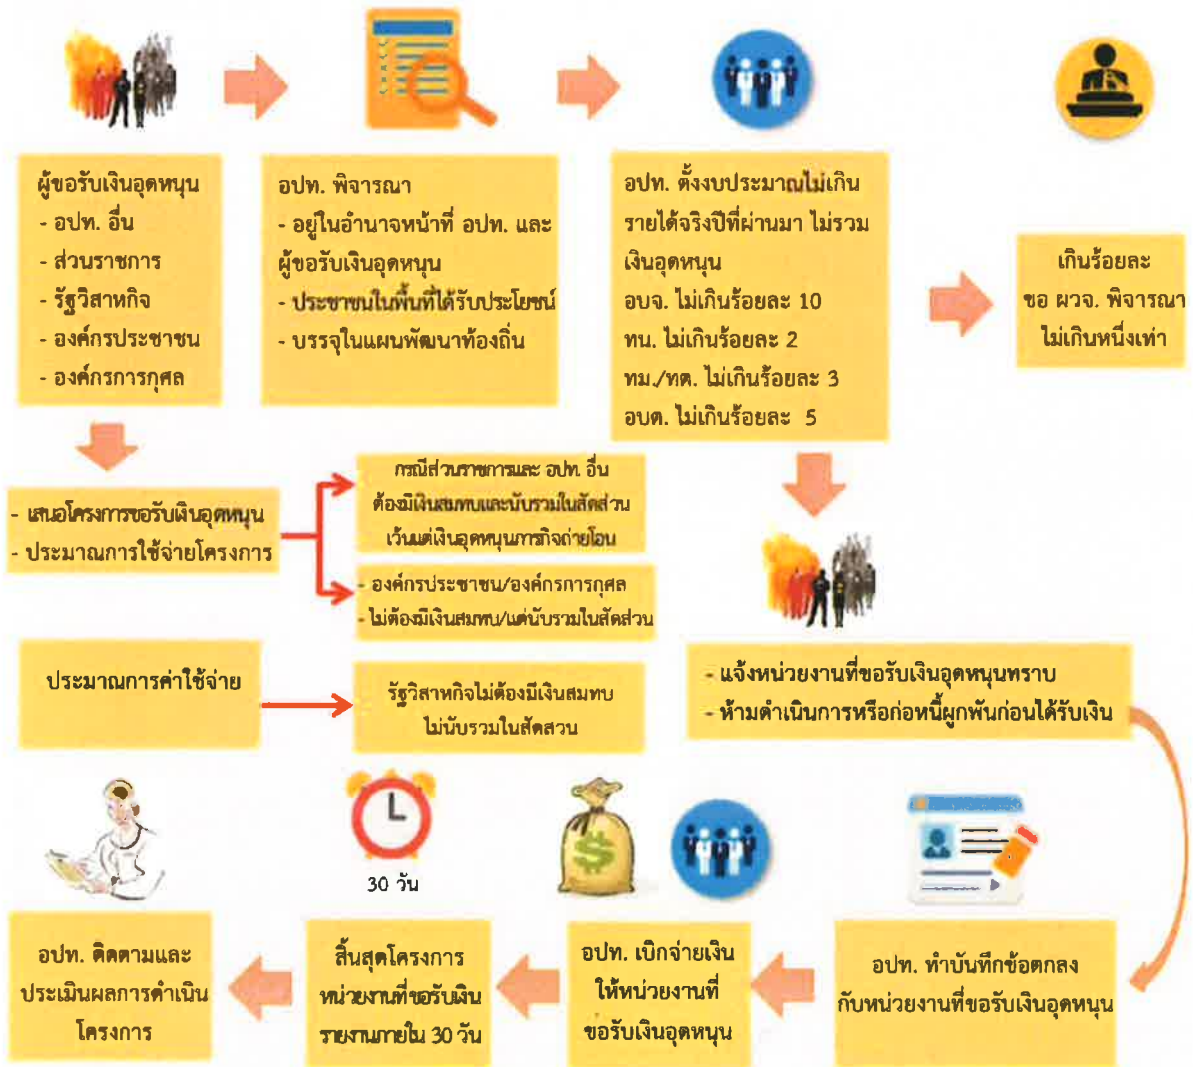 ผู้ขอรับเงินอุดหนุน
- อปท. อื่น
- ส่วนราชการ
- รัฐวิสาหกิจ
- องค์กรประชาชน
- องค์กรการกุศล
อปท. พิจารณา
- อยู่ในอำนาจหน้าที่ อปท. และ
ผู้ขอรับเงินอุดหนุน
- ประชาชนในพื้นที่ได้รับประโยชน์
- บรรจุในแผนพัฒนาท้องถิ่น
อปท. ตั้งงบประมาณไม่เกิน
รายได้จริงปีที่ผ่านมา ไม่รวม
เงินอุดหนุน
อบจ. ไม่เกินร้อยละ 10
ทน. ไม่เกินร้อยละ 2
ทม./ทต. ไม่เกินร้อยละ 3
อบต. ไม่เกินร้อยละ 5
เกินร้อยละ
ขอ ผวจ. พิจารณา
ไม่เกินหนึ่งเท่า
- เสนอโครงการขอรับเงินอุดหนุน
- ประมาณการใช้จ่ายโครงการ
กรณีส่วนราชการและ อปท. อื่น
ต้องมีเงินสมทบและนับรวมในสัดส่วน
เว้นแต่เงินอุดหนุนภารกิจถ่ายโอน
- องค์กรประชาชน/องค์กรการกุศล
- ไม่ต้องมีเงินสมทบ/แต่นับรวมในสัดส่วน
ประมาณการค่าใช้จ่าย
รัฐวิสาหกิจไม่ต้องมีเงินสมทบ
ไม่นับรวมในสัดสวน
- แจ้งหน่วยงานที่ขอรับเงินอุดหนุนทราบ
- ห้ามดำเนินการหรือก่อหนี้ผูกพันก่อนได้รับเงิน
อปท. ทำบันทึกข้อตกลง
กับหน่วยงานที่ขอรับเงินอุดหนุน
อปท. เบิกจ่ายเงิน
ให้หน่วยงานที่
ขอรับเงินอุดหนุน
30 วัน
สิ้นสุดโครงการ
หน่วยงานที่ขอรับเงิน
รายงานภายใน 30 วัน
อปท. ติดตามและ
ประเมินผลการดำเนิน
โครงการ